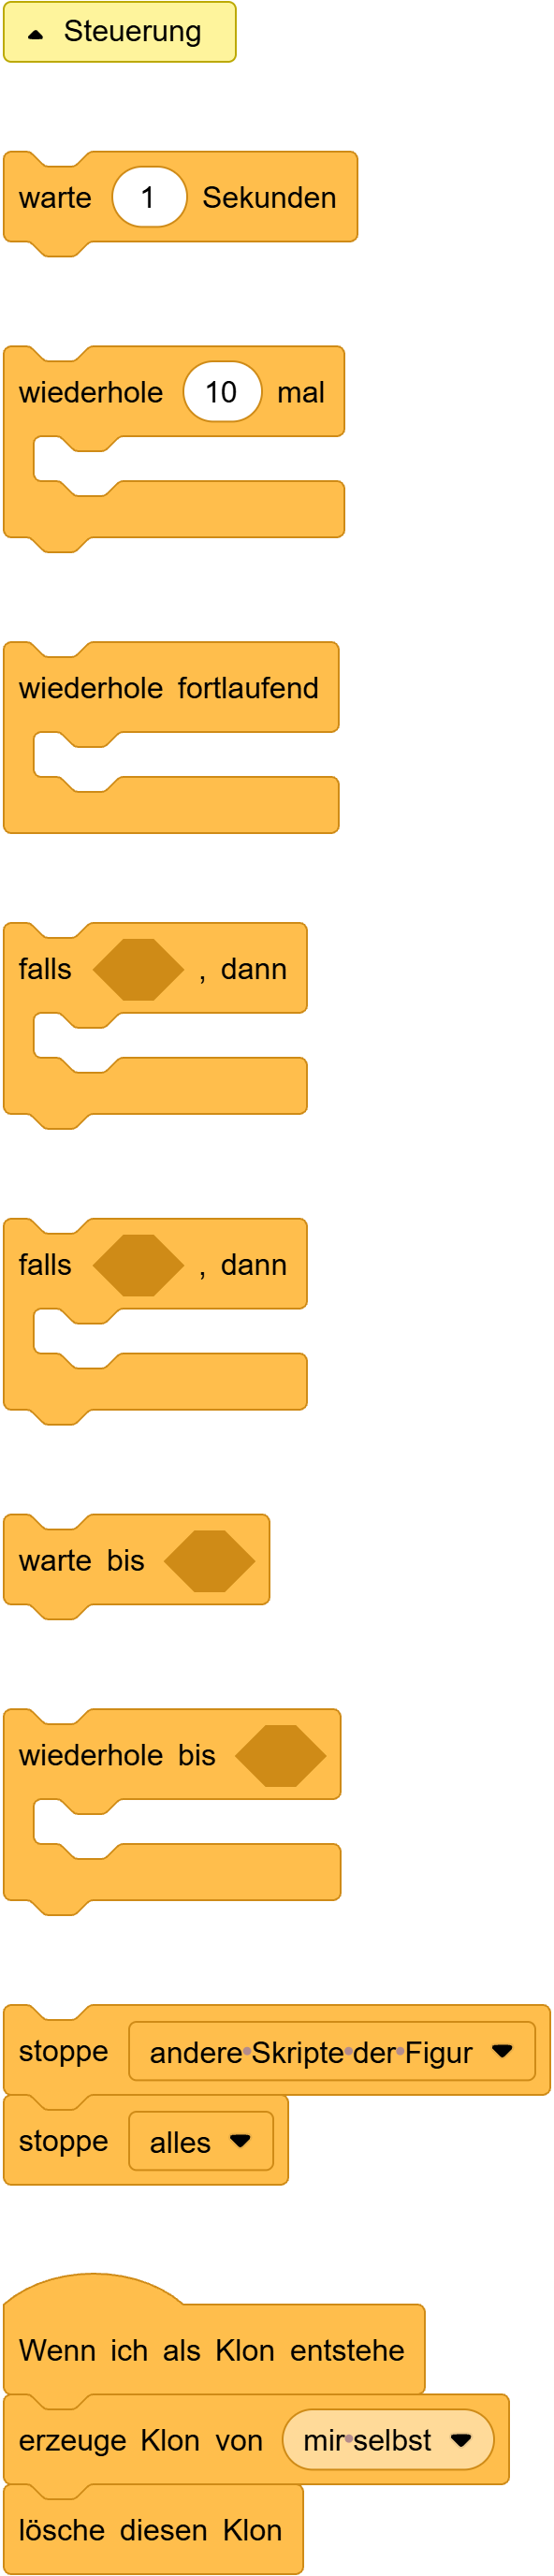 Steuerung
warte 1 Sekunden
wiederhole 10 mal
wiederhole fortlaufend
falls , dann
falls , dann
warte bis
wiederhole bis
stoppe andere Skripte der Figur
stoppe alles
Wenn ich als Klon entstehe
erzeuge Klon von mir selbst
lösche diesen Klon